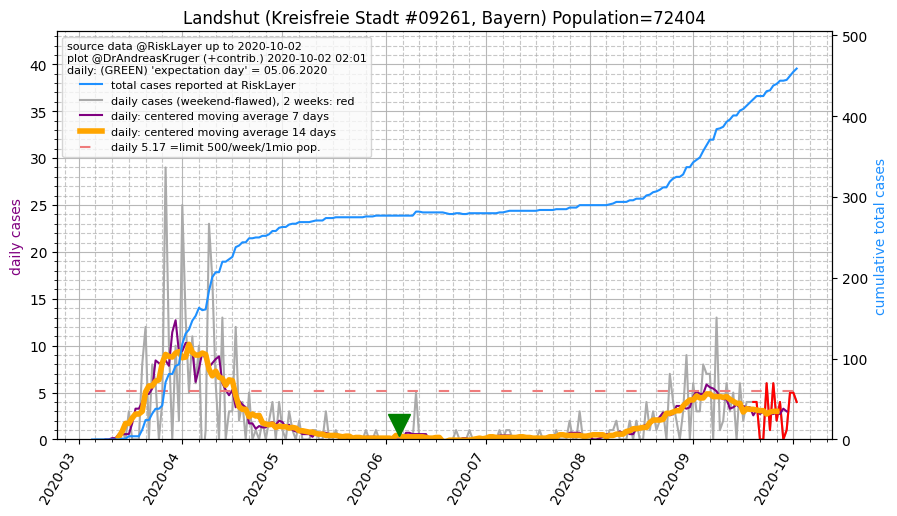 Landshut (Kreisfreie Stadt #09261, Bayern) Population=72404
source data @RiskLayer up to 2020-10-02
plot @DrAndreasKruger (+contrib.) 2020-10-02 02:01
daily: (GREEN) 'expectation day' = 05.06.2020
total cases reported at RiskLayer
daily cases (weekend-flawed), 2 weeks: red
daily: centered moving average 7 days
daily: centered moving average 14 days
daily 5.17 =limit 500/week/1mio pop.
daily cases
40
35
30
25
20
15
10
5
0
500
400
300
200
100
0
cumulative total cases
2020-03
2020-04
2020-05
2020-06
2020-07
2020-08
2020-09
2020-10